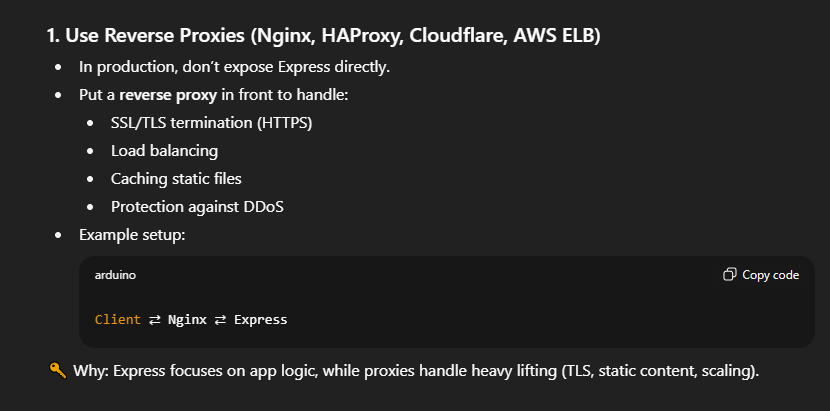 1. Use Reverse Proxies (Nginx, HAProxy, Cloudflare, AWS ELB)
• In production, don’t expose Express directly.
• Put a reverse proxy in front to handle:
• SSL/TLS termination (HTTPS)
• Load balancing
• Caching static files
• Protection against DDoS
• Example setup:
arduino Copy code
Client ⇄ Nginx ⇄ Express
🔑 Why: Express focuses on app logic, while proxies handle heavy lifting (TLS, static content, scaling).